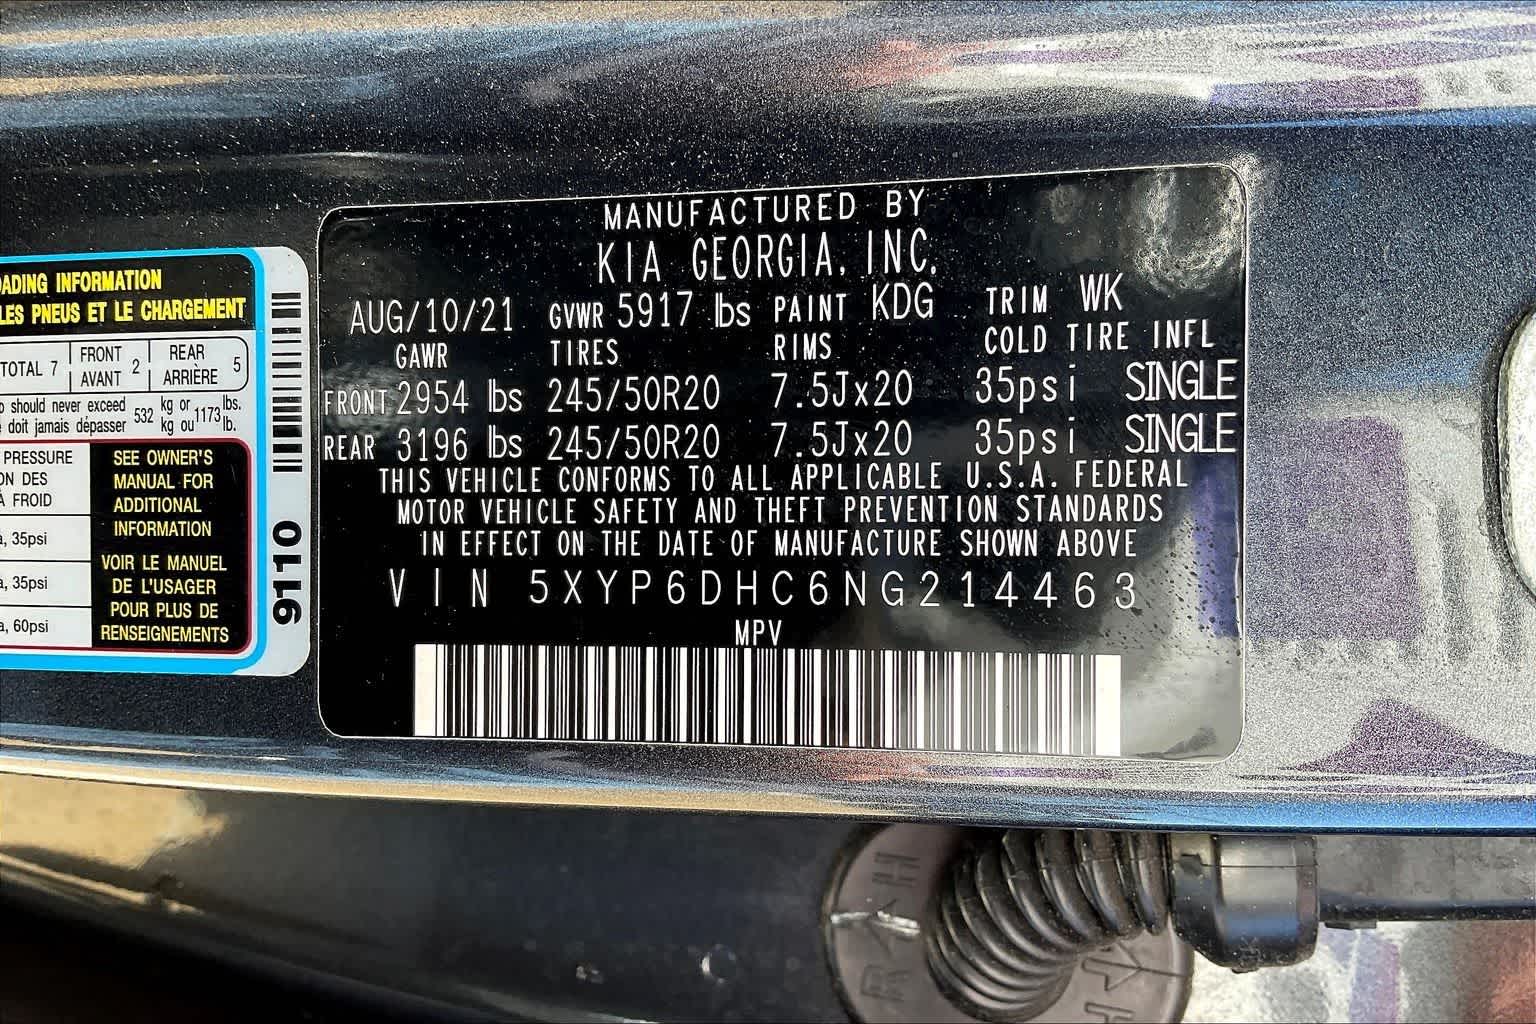 MANUFACTURED BY
KIA GEORGIA, INC.
AUG/10/21 GVWR 5917 lbs PAINT KDG TRIM WK
GAWR TIRES RIMS COLD TIRE INFL
FRONT 2954 lbs 245/50R20 7.5Jx20 35psi SINGLE
REAR 3196 lbs 245/50R20 7.5Jx20 35psi SINGLE
THIS VEHICLE CONFORMS TO ALL APPLICABLE U.S.A. FEDERAL
MOTOR VEHICLE SAFETY AND THEFT PREVENTION STANDARDS
IN EFFECT ON THE DATE OF MANUFACTURE SHOWN ABOVE
VIN 5XYP6DHC6NG214463
MPV
OADING INFORMATION
LES PNEUS ET LE CHARGEMENT
TOTAL 7 FRONT 2 REAR 5
AVANT ARRIÈRE
should never exceed 532 kg or 1173 lbs.
doit jamais dépasser kg ou lb.
PRESSURE
ON DES
À FROID
35psi
35psi
60psi
SEE OWNER'S
MANUAL FOR
ADDITIONAL
INFORMATION
VOIR LE MANUEL
DE L'USAGER
POUR PLUS DE
RENSEIGNEMENTS
9110